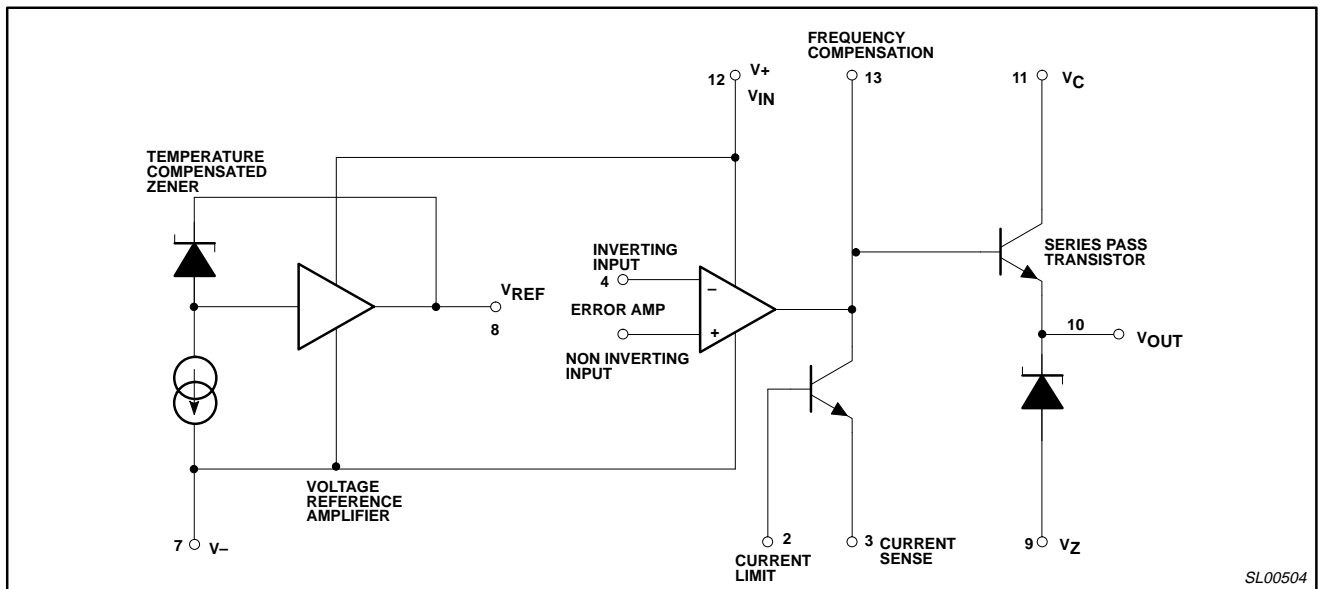 FREQUENCY
COMPENSATION
12
V+
VIN
13
11
VC
TEMPERATURE
COMPENSATED
ZENER
INVERTING
INPUT
4
–
SERIES PASS
TRANSISTOR
VREF
8
ERROR AMP
+
NON INVERTING
INPUT
10
VOUT
VOLTAGE
REFERENCE
AMPLIFIER
7
V–
2
CURRENT
LIMIT
3
CURRENT
SENSE
9
VZ
SL00504